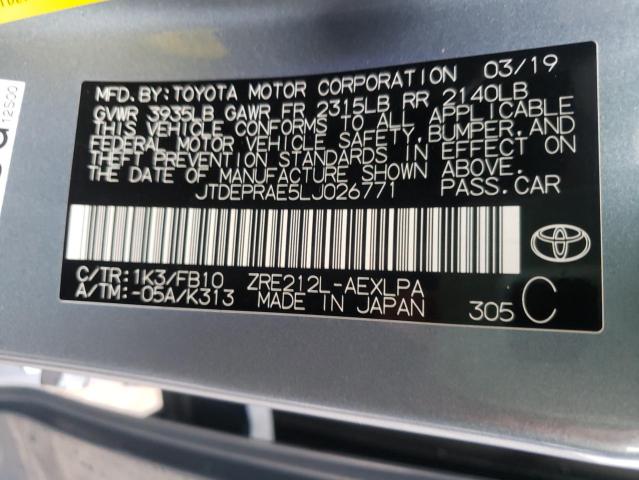 12S00
MFD. BY: TOYOTA MOTOR CORPORATION 03/19
GVWR 3935LB GAWR FR 2315LB RR 2140LB
THIS VEHICLE CONFORMS TO ALL APPLICABLE
FEDERAL MOTOR VEHICLE SAFETY, BUMPER, AND
THEFT PREVENTION STANDARDS IN EFFECT ON
THE DATE OF MANUFACTURE SHOWN ABOVE.
JTDEPRAE5LJ026771 PASS.CAR
C/TR: 1K3/FB10 ZRE212L-AEXLPA
A/TM: -05A/K313 MADE IN JAPAN 305 C